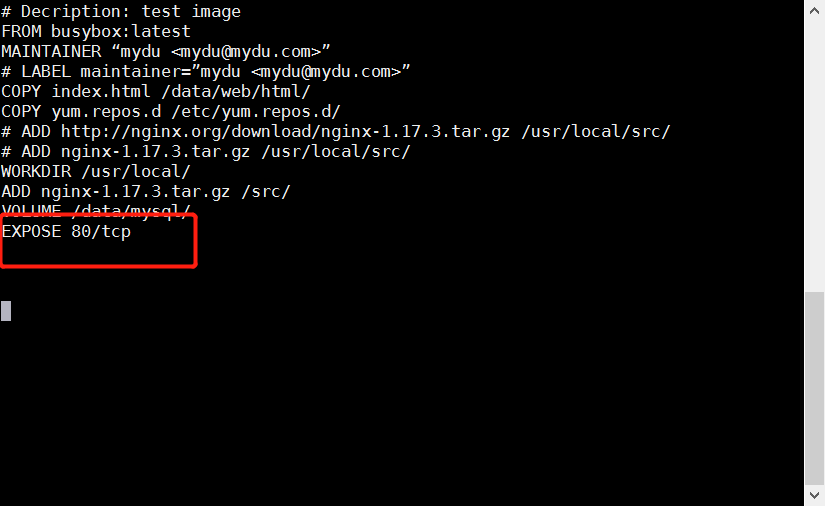 # Decription: test image
FROM busybox:latest
MAINTAINER “mydu <mydu@mydu.com>”
# LABEL maintainer=”mydu <mydu@mydu.com>”
COPY index.html /data/web/html/
COPY yum.repos.d /etc/yum.repos.d/
# ADD http://nginx.org/download/nginx-1.17.3.tar.gz /usr/local/src/
# ADD nginx-1.17.3.tar.gz /usr/local/src/
WORKDIR /usr/local/
ADD nginx-1.17.3.tar.gz /src/
VOLUME /data/mysql/
EXPOSE 80/tcp